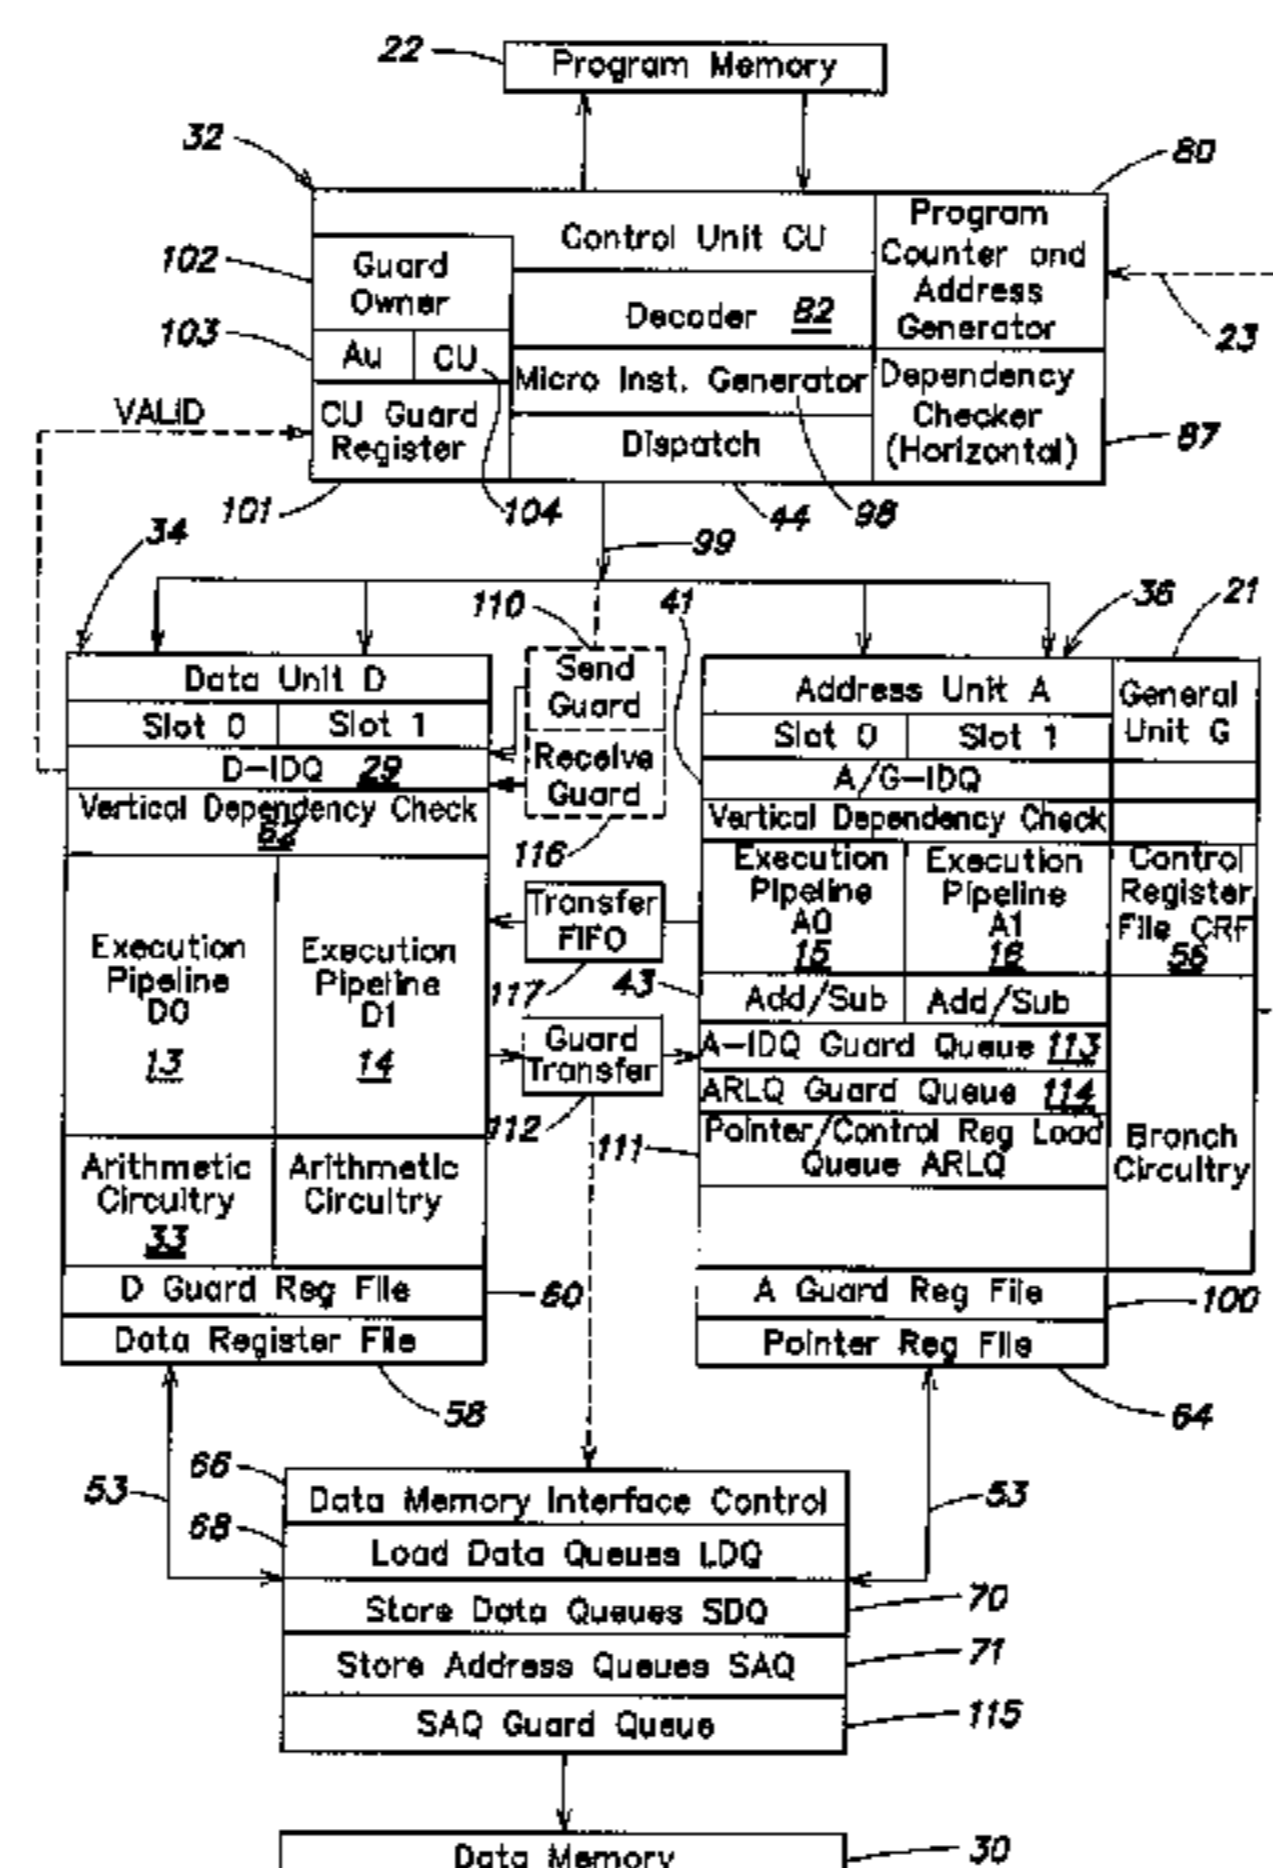 22
Program Memory
32
80
Control Unit CU
Program
Counter and
Address
Generator
102
Guard
Owner
Decoder 82
23
103
Au
CU
Micro Inst. Generator
Dependency
Checker
(Horizontal)
87
VALID
CU Guard
Register
Dispatch
101
104
44
98
34
99
110
41
36
21
Data Unit D
Send
Guard
Address Unit A
General
Unit G
Slot 0
Slot 1
Slot 0
Slot 1
D-IDQ 29
Receive
Guard
A/G-IDQ
Vertical Dependency Check
62
Vertical Dependency Check
116
Execution
Pipeline
D0
13
Execution
Pipeline
D1
14
Transfer
FIFO
117
Execution
Pipeline
A0
15
Execution
Pipeline
A1
16
Control
Register
File CRF
56
43
Add/Sub
Add/Sub
Guard
Transfer
112
A-IDQ Guard Queue 113
ARLQ Guard Queue 114
111
Pointer/Control Reg Load
Queue ARLQ
Branch
Circuitry
Arithmetic
Circuitry
33
Arithmetic
Circuitry
D Guard Reg File
60
A Guard Reg File
100
Data Register File
Pointer Reg File
58
64
53
66
Data Memory Interface Control
53
68
Load Data Queues LDQ
Store Data Queues SDQ
70
Store Address Queues SAQ
71
SAQ Guard Queue
115
Data Memory
30